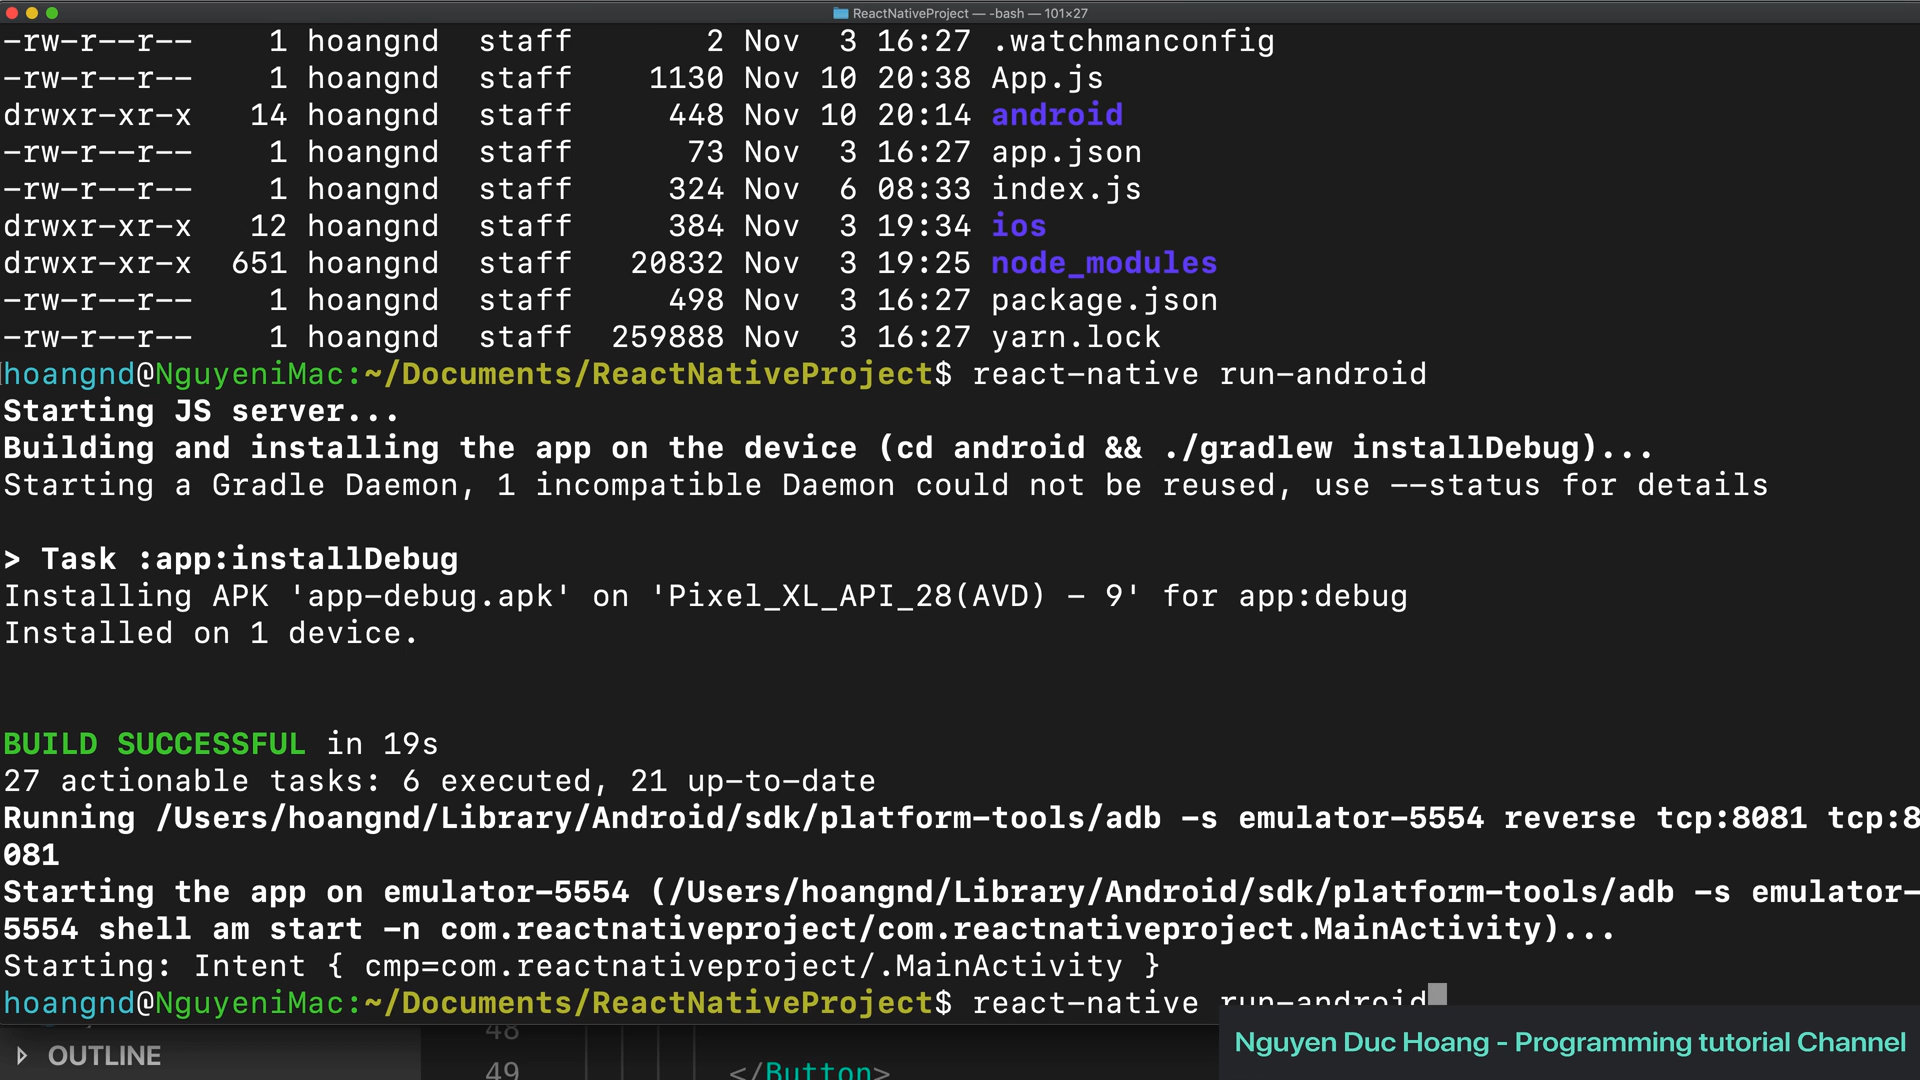 ReactNativeProject — -bash — 101×27
-rw-r--r-- 1 hoangnd staff 2 Nov 3 16:27 .watchmanconfig
-rw-r--r-- 1 hoangnd staff 1130 Nov 10 20:38 App.js
drwxr-xr-x 14 hoangnd staff 448 Nov 10 20:14 android
-rw-r--r-- 1 hoangnd staff 73 Nov 3 16:27 app.json
-rw-r--r-- 1 hoangnd staff 324 Nov 6 08:33 index.js
drwxr-xr-x 12 hoangnd staff 384 Nov 3 19:34 ios
drwxr-xr-x 651 hoangnd staff 20832 Nov 3 19:25 node_modules
-rw-r--r-- 1 hoangnd staff 498 Nov 3 16:27 package.json
-rw-r--r-- 1 hoangnd staff 259888 Nov 3 16:27 yarn.lock
hoangnd@NguyeniMac:~/Documents/ReactNativeProject$ react-native run-android
Starting JS server...
Building and installing the app on the device (cd android && ./gradlew installDebug)...
Starting a Gradle Daemon, 1 incompatible Daemon could not be reused, use --status for details
> Task :app:installDebug
Installing APK 'app-debug.apk' on 'Pixel_XL_API_28(AVD) - 9' for app:debug
Installed on 1 device.
BUILD SUCCESSFUL in 19s
27 actionable tasks: 6 executed, 21 up-to-date
Running /Users/hoangnd/Library/Android/sdk/platform-tools/adb -s emulator-5554 reverse tcp:8081 tcp:8
081
Starting the app on emulator-5554 (/Users/hoangnd/Library/Android/sdk/platform-tools/adb -s emulator-
5554 shell am start -n com.reactnativeproject/com.reactnativeproject.MainActivity)...
Starting: Intent { cmp=com.reactnativeproject/.MainActivity }
hoangnd@NguyeniMac:~/Documents/ReactNativeProject$ react-native run-android
48
OUTLINE
Nguyen Duc Hoang - Programming tutorial Channel
49 </Button>